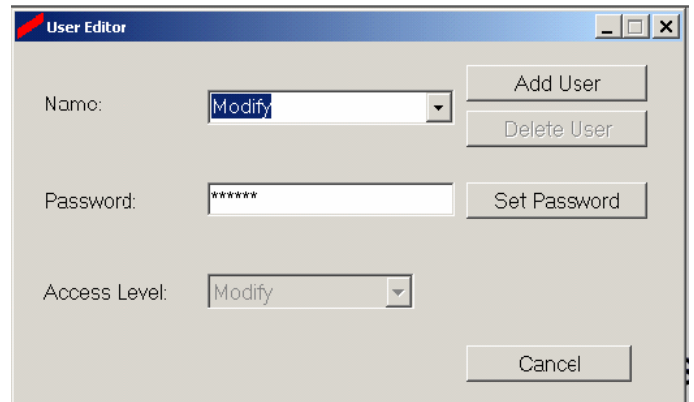 User Editor
Name:
Modify
Add User
Delete User
Password:
******
Set Password
Access Level:
Modify
Cancel